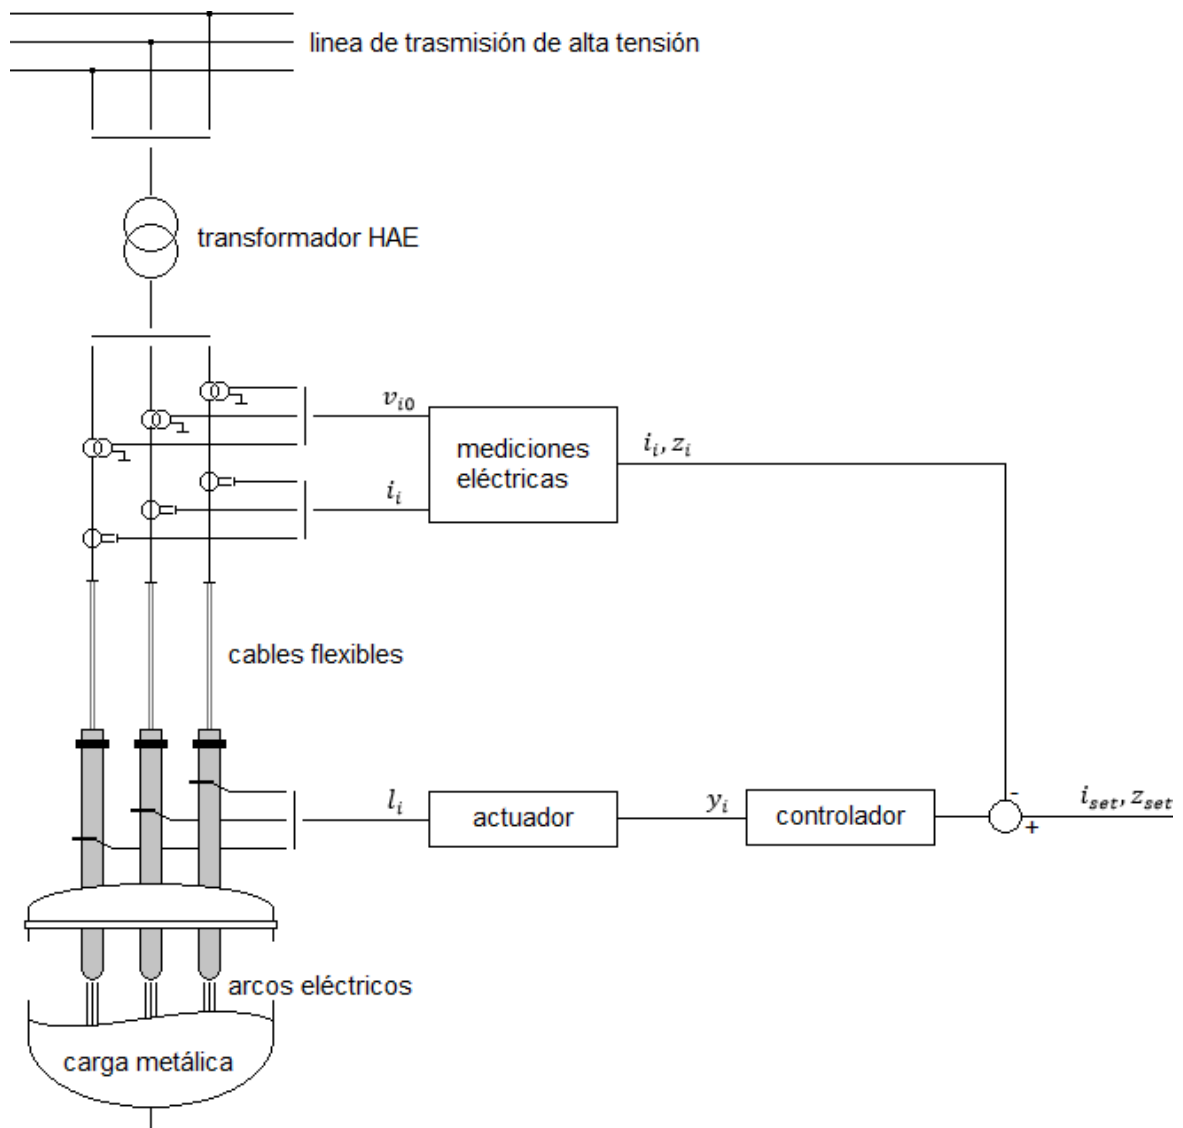 linea de trasmisión de alta tensión
transformador HAE
v_{i0}
mediciones
eléctricas
i_i, z_i
i_i
cables flexibles
l_i
actuador
y_i
controlador
-
+
i_{set}, z_{set}
arcos eléctricos
carga metálica